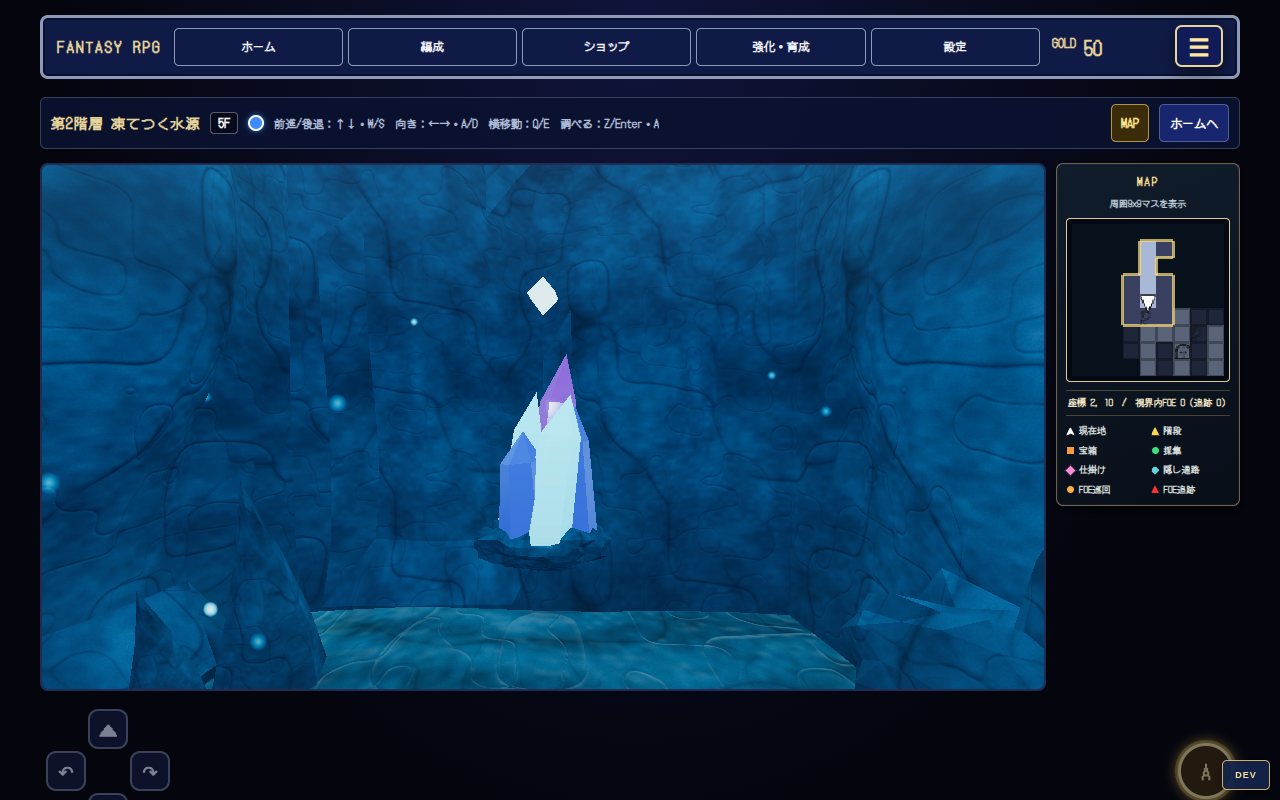 FANTASY RPG
ホーム
編成
ショップ
強化・育成
設定
GOLD 50
第2階層 凍てつく水源 5F
前進/後退：↑↓・W/S 向き：←→・A/D 横移動：Q/E 調べる：Z/Enter・A
MAP
ホームへ
MAP
周囲9x9マスを表示
座標 2, 10 / 視界内FOE 0 (追跡 0)
現在地
階段
宝箱
採集
仕掛け
隠し通路
FOE巡回
FOE追跡
A
DEV